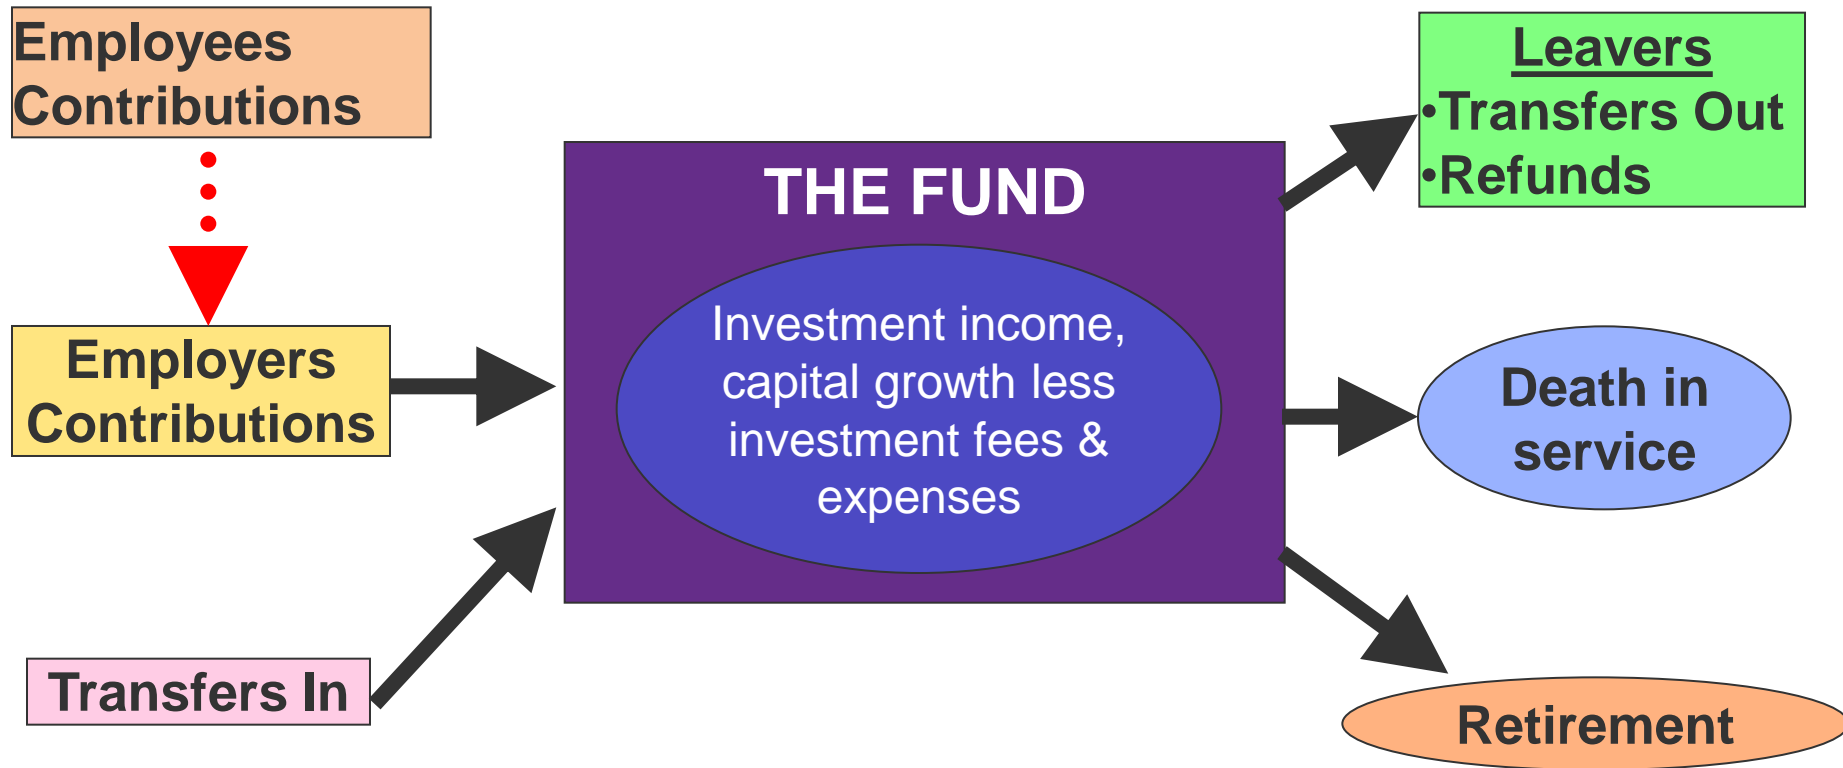 Employees
Contributions
Employers
Contributions
Transfers In
THE FUND
Investment income,
capital growth less
investment fees &
expenses
Leavers
•Transfers Out
•Refunds
Death in
service
Retirement